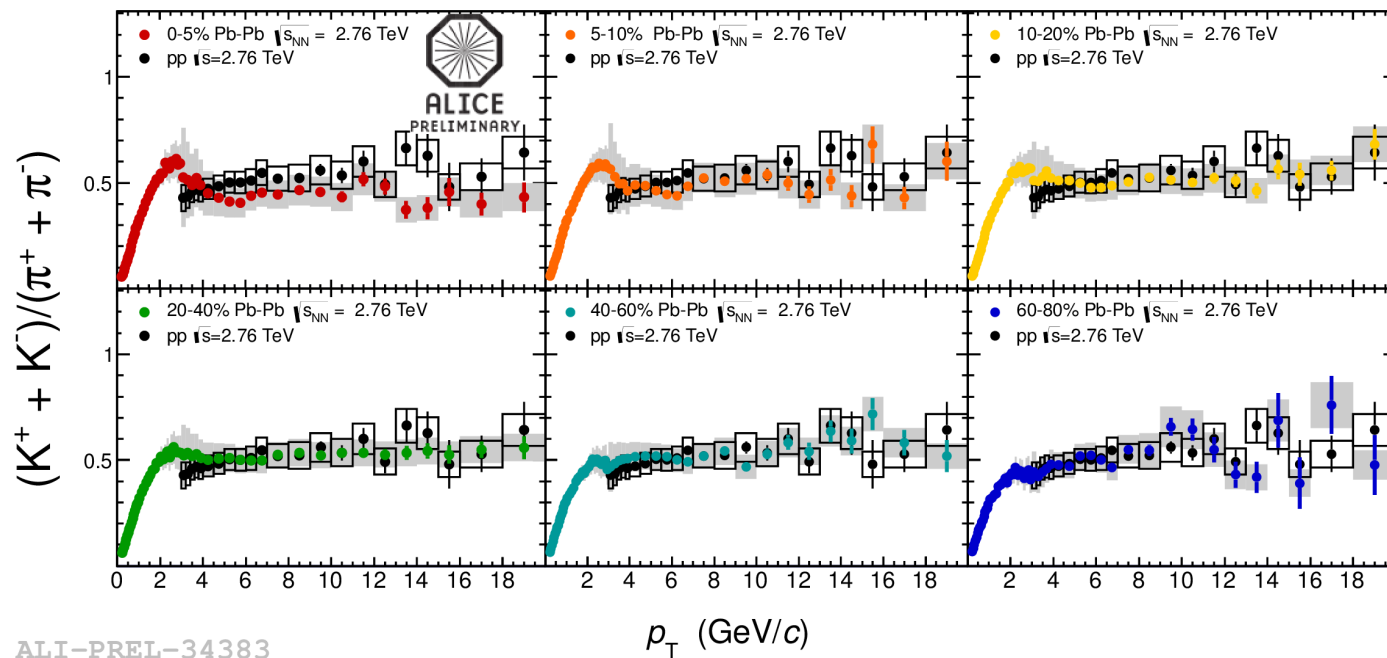 0-5% Pb-Pb √sNN = 2.76 TeV
pp √s=2.76 TeV
ALICE
PRELIMINARY
5-10% Pb-Pb √sNN = 2.76 TeV
pp √s=2.76 TeV
10-20% Pb-Pb √sNN = 2.76 TeV
pp √s=2.76 TeV
1
0.5
(K+ + K-)/(π+ + π-)
20-40% Pb-Pb √sNN = 2.76 TeV
pp √s=2.76 TeV
40-60% Pb-Pb √sNN = 2.76 TeV
pp √s=2.76 TeV
60-80% Pb-Pb √sNN = 2.76 TeV
pp √s=2.76 TeV
1
0.5
0 2 4 6 8 10 12 14 16 18 2 4 6 8 10 12 14 16 18 2 4 6 8 10 12 14 16 18
pT (GeV/c)
ALI-PREL-34383